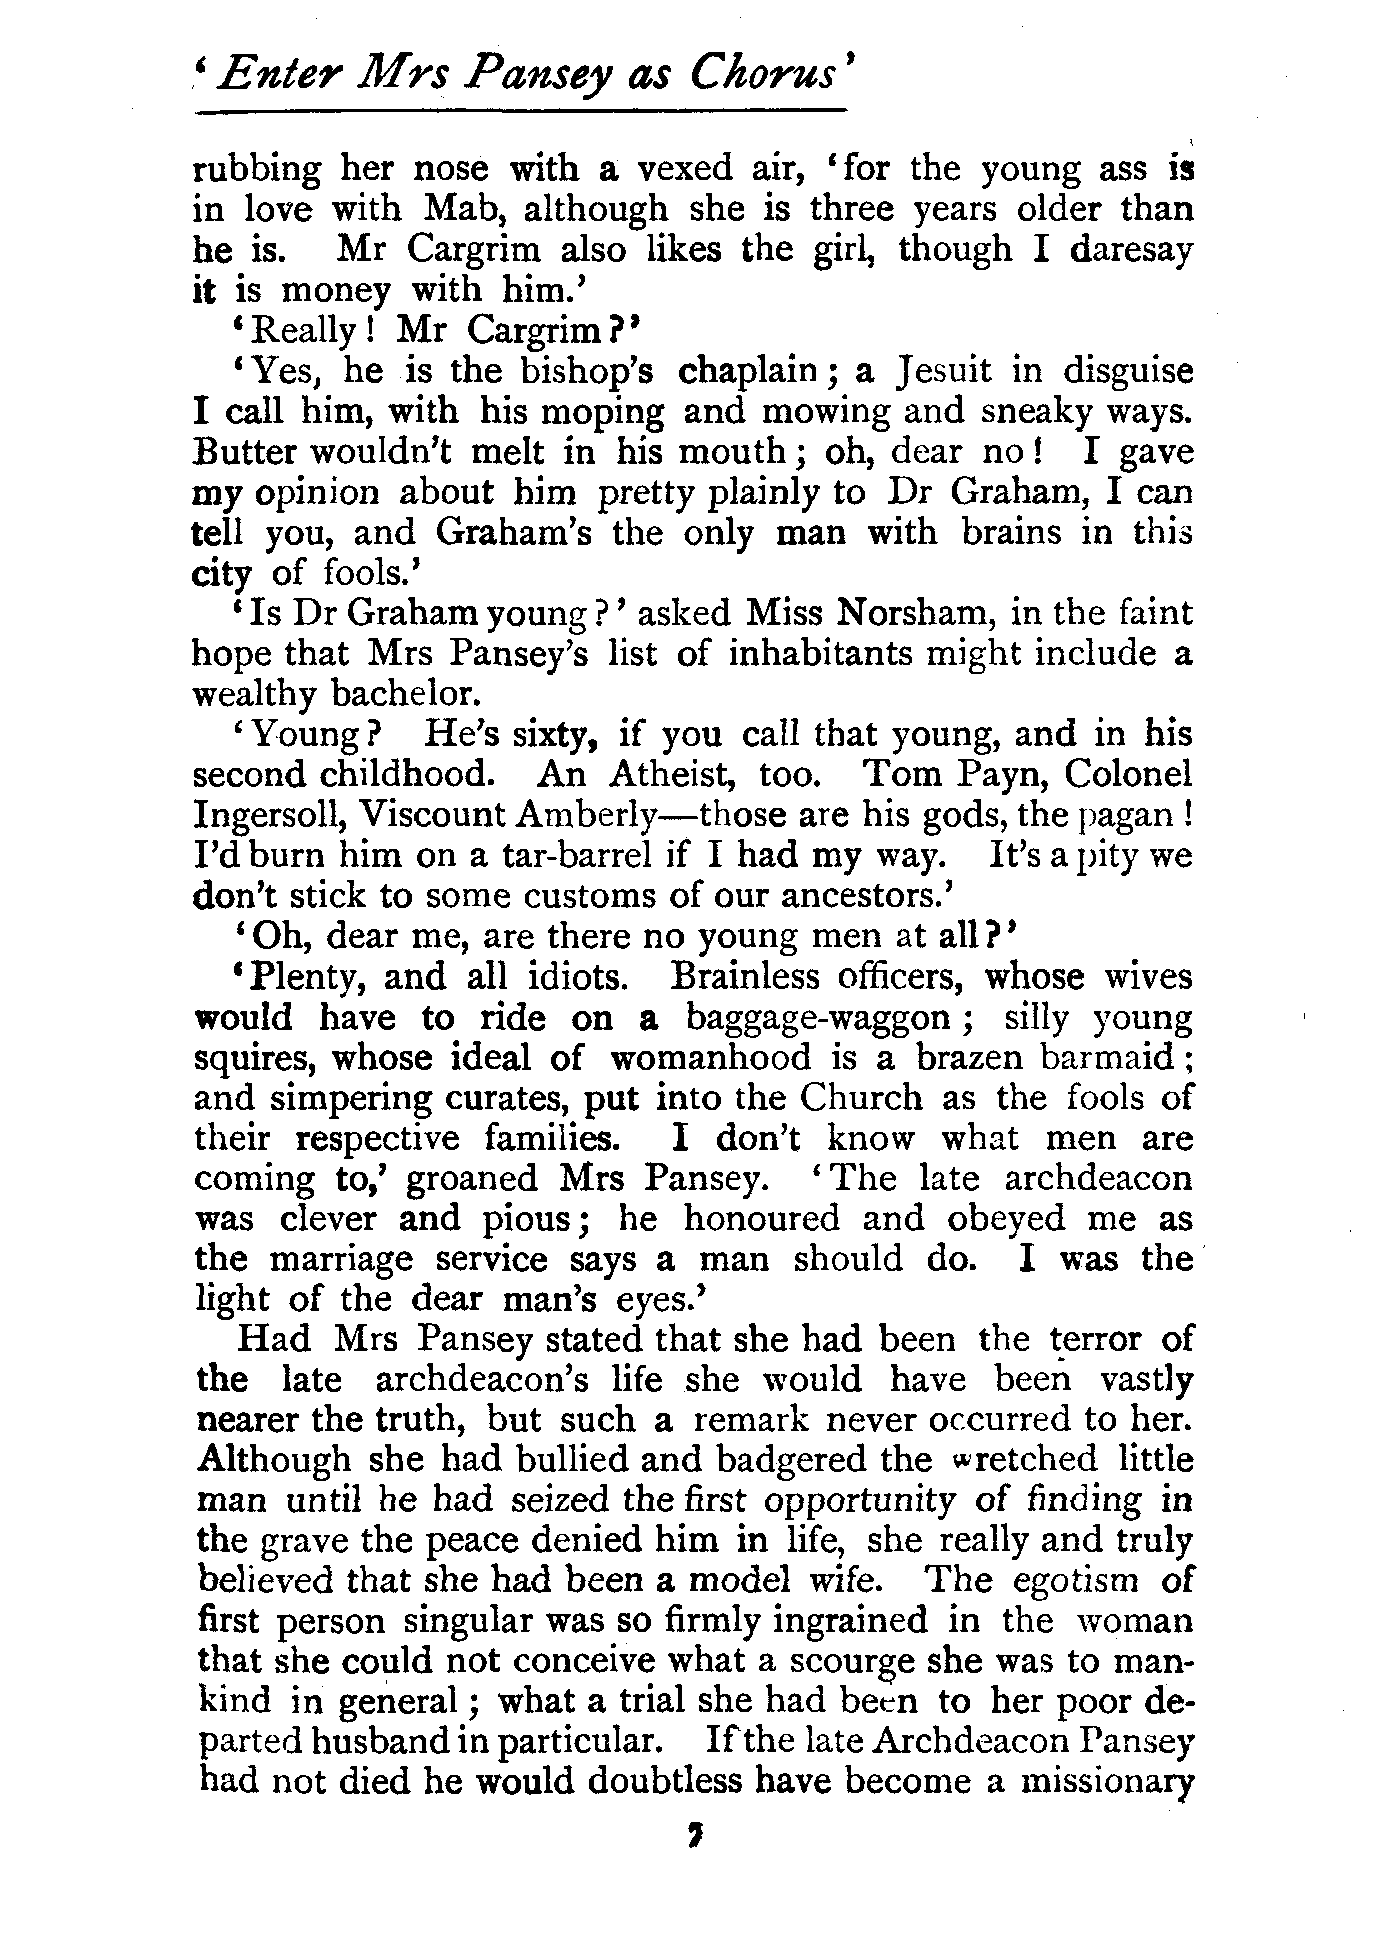 ‘Enter Mrs Pansey as Chorus’
rubbing her nose with a vexed air, ‘for the young ass is
in love with Mab, although she is three years older than
he is. Mr Cargrim also likes the girl, though I daresay
it is money with him.’
‘Really! Mr Cargrim?’
‘Yes, he is the bishop’s chaplain; a Jesuit in disguise
I call him, with his moping and mowing and sneaky ways.
Butter wouldn’t melt in his mouth; oh, dear no! I gave
my opinion about him pretty plainly to Dr Graham, I can
tell you, and Graham’s the only man with brains in this
city of fools.’
‘Is Dr Graham young?’ asked Miss Norsham, in the faint
hope that Mrs Pansey’s list of inhabitants might include a
wealthy bachelor.
‘Young? He’s sixty, if you call that young, and in his
second childhood. An Atheist, too. Tom Payn, Colonel
Ingersoll, Viscount Amberly—those are his gods, the pagan!
I’d burn him on a tar-barrel if I had my way. It’s a pity we
don’t stick to some customs of our ancestors.’
‘Oh, dear me, are there no young men at all?’
‘Plenty, and all idiots. Brainless officers, whose wives
would have to ride on a baggage-waggon; silly young
squires, whose ideal of womanhood is a brazen barmaid;
and simpering curates, put into the Church as the fools of
their respective families. I don’t know what men are
coming to,’ groaned Mrs Pansey. ‘The late archdeacon
was clever and pious; he honoured and obeyed me as
the marriage service says a man should do. I was the
light of the dear man’s eyes.’
Had Mrs Pansey stated that she had been the terror of
the late archdeacon’s life she would have been vastly
nearer the truth, but such a remark never occurred to her.
Although she had bullied and badgered the wretched little
man until he had seized the first opportunity of finding in
the grave the peace denied him in life, she really and truly
believed that she had been a model wife. The egotism of
first person singular was so firmly ingrained in the woman
that she could not conceive what a scourge she was to man-
kind in general; what a trial she had been to her poor de-
parted husband in particular. If the late Archdeacon Pansey
had not died he would doubtless have become a missionary
7